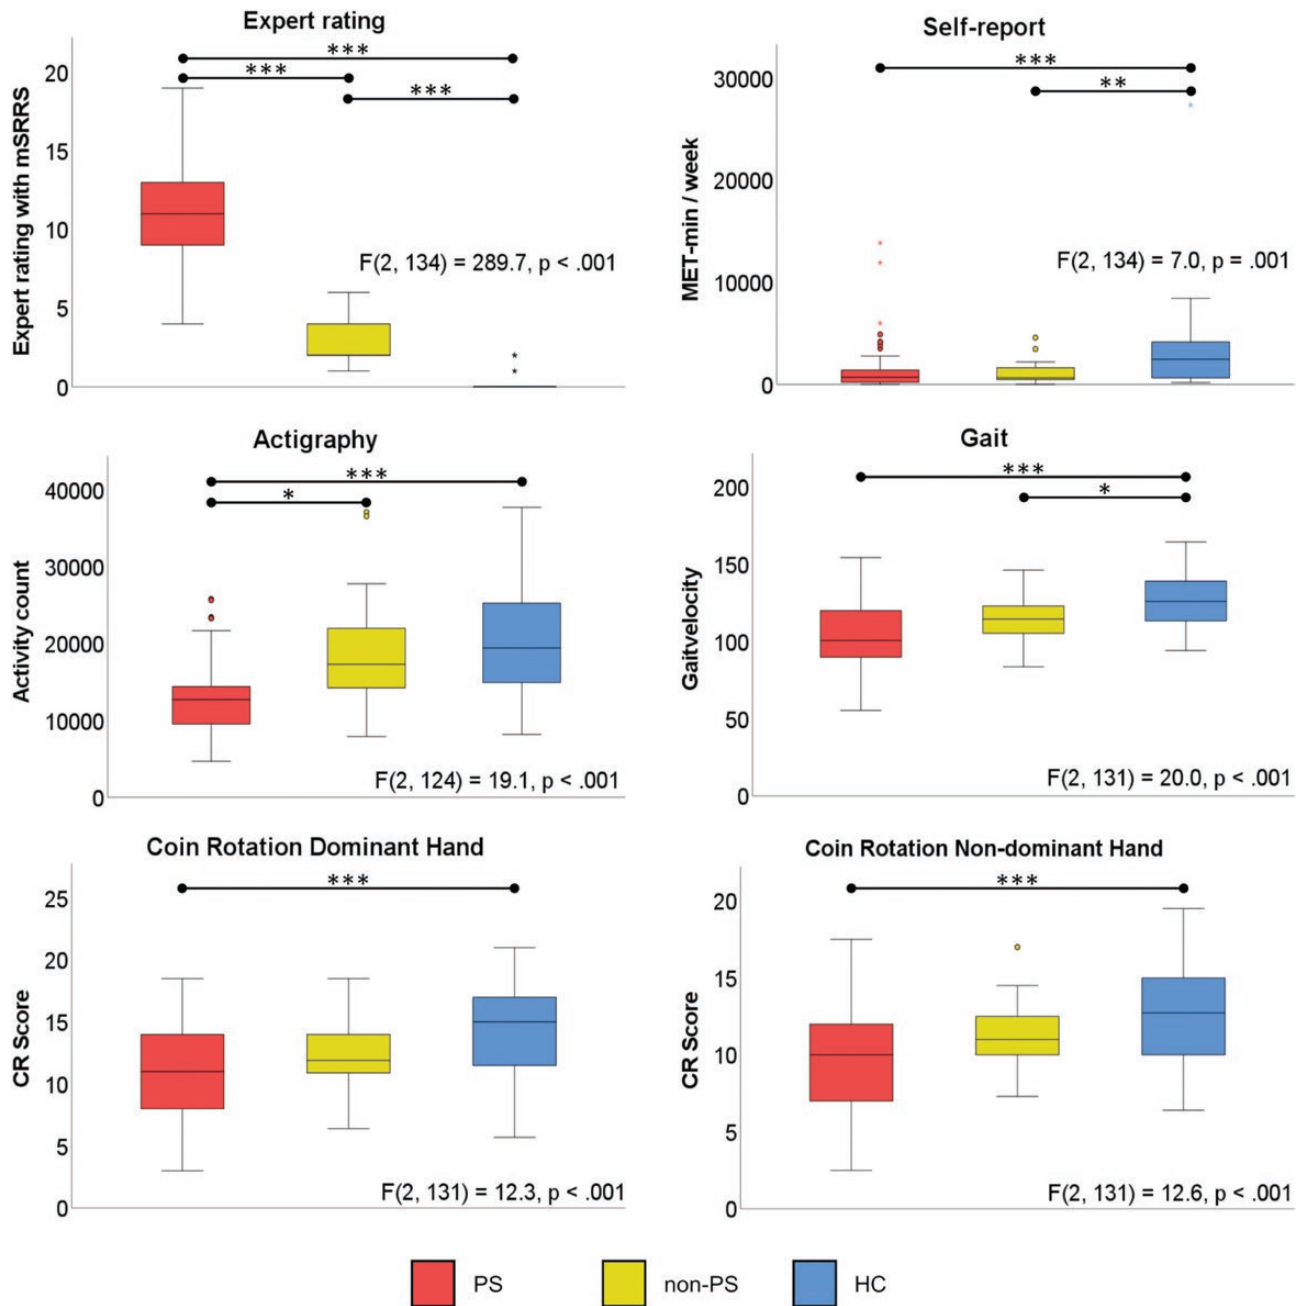 Expert rating
Expert rating with mSRRS
20
15
10
5
0
***
***
***
F(2, 134) = 289.7, p < .001
*
*
Self-report
MET-min / week
30000
20000
10000
0
***
**
*
F(2, 134) = 7.0, p = .001
*
*
*
Actigraphy
Activity count
40000
30000
20000
10000
0
***
*
F(2, 124) = 19.1, p < .001
Gait
Gaitvelocity
200
150
100
50
0
***
*
F(2, 131) = 20.0, p < .001
Coin Rotation Dominant Hand
CR Score
25
20
15
10
5
0
***
F(2, 131) = 12.3, p < .001
Coin Rotation Non-dominant Hand
CR Score
20
15
10
5
0
***
F(2, 131) = 12.6, p < .001
PS
non-PS
HC